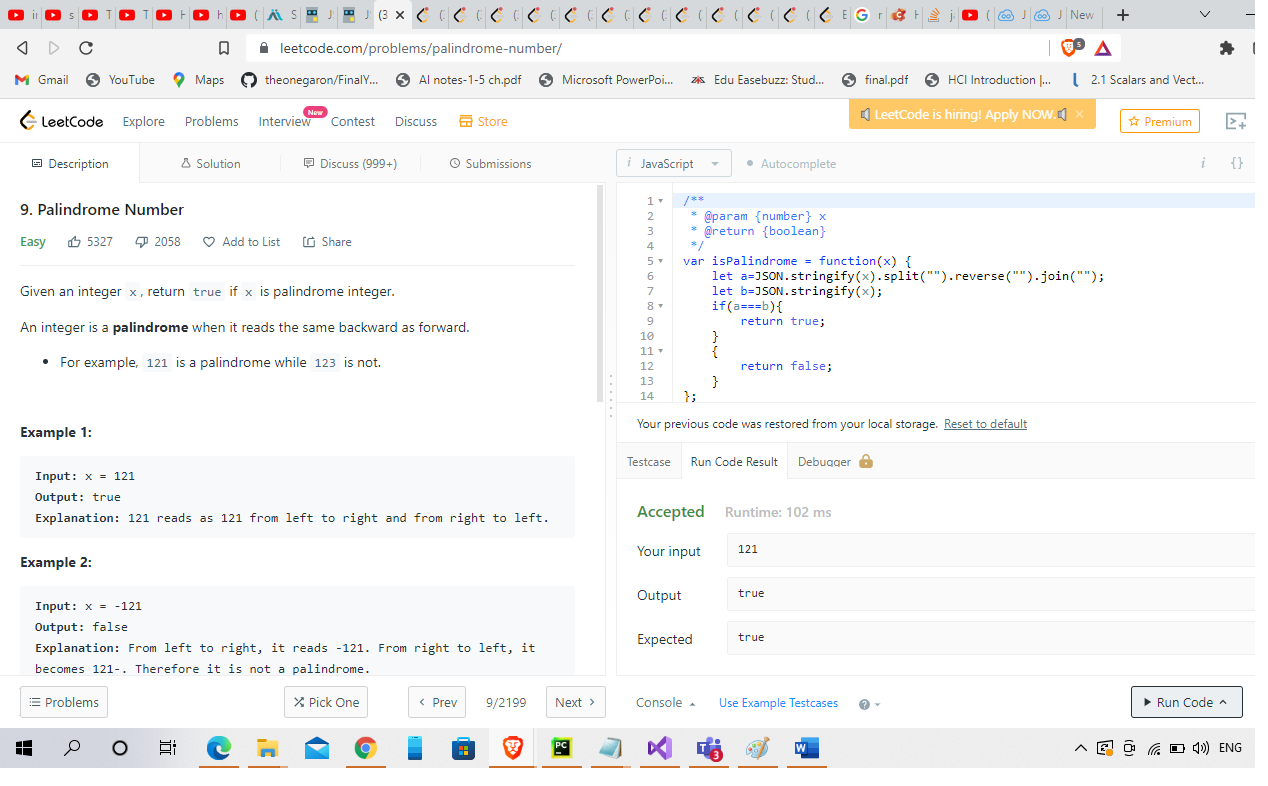 leetcode.com/problems/palindrome-number/
5
Gmail YouTube Maps theonegaron/FinalY... AI notes-1-5 ch.pdf Microsoft PowerPoi... Edu Easebuzz: Stud... final.pdf HCI Introduction |... 2.1 Scalars and Vect...
LeetCode Explore Problems Interview New Contest Discuss Store LeetCode is hiring! Apply NOW. × Premium
Description Solution Discuss (999+) Submissions
9. Palindrome Number
Easy 5327 2058 Add to List Share
Given an integer x, return true if x is palindrome integer.
An integer is a palindrome when it reads the same backward as forward.
• For example, 121 is a palindrome while 123 is not.
Example 1:
Input: x = 121
Output: true
Explanation: 121 reads as 121 from left to right and from right to left.
Example 2:
Input: x = -121
Output: false
Explanation: From left to right, it reads -121. From right to left, it
becomes 121-. Therefore it is not a palindrome.
i JavaScript Autocomplete i {}
1 /**
2 * @param {number} x
3 * @return {boolean}
4 */
5 var isPalindrome = function(x) {
6 let a=JSON.stringify(x).split("").reverse("").join("");
7 let b=JSON.stringify(x);
8 if(a===b){
9 return true;
10 }
11 {
12 return false;
13 }
14 };
Your previous code was restored from your local storage. Reset to default
Testcase Run Code Result Debugger
Accepted Runtime: 102 ms
Your input 121
Output true
Expected true
Problems Pick One < Prev 9/2199 Next > Console Use Example Testcases Run Code
3
ENG